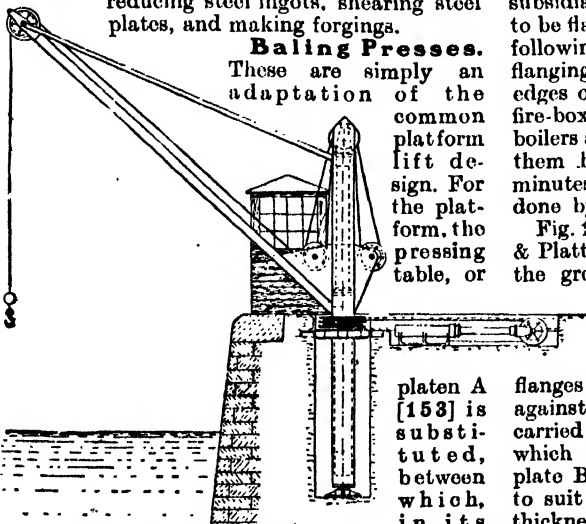 reducing steel ingots, shearing steel
plates, and making forgings.
Baling Presses.
These are simply an
adaptation of the
common
platform
lift de-
sign. For
the plat-
form, the
pressing
table, or
platen A
[153] is
substi-
tuted,
between
which,
in its
subsidia
to be fla
following
flanging
edges o
fire-box
boilers a
them b
minutes
done b
Fig. 1
& Platt
the gro
flanges
against
carried
which
plate B
to suit
thicknes